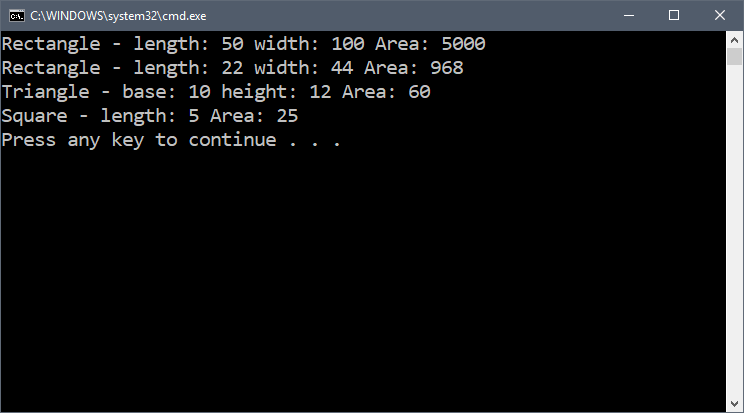 C:\WINDOWS\system32\cmd.exe
Rectangle - length: 50 width: 100 Area: 5000
Rectangle - length: 22 width: 44 Area: 968
Triangle - base: 10 height: 12 Area: 60
Square - length: 5 Area: 25
Press any key to continue . . .